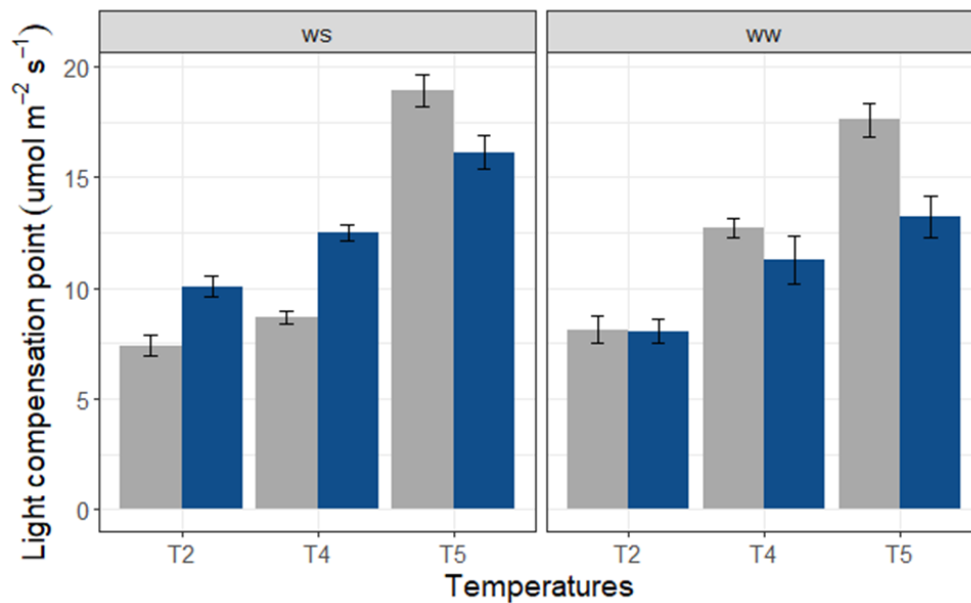 ws
ww
Light compensation point (umol m⁻² s⁻¹)
20
15
10
5
0
T2
T4
T5
T2
T4
T5
Temperatures